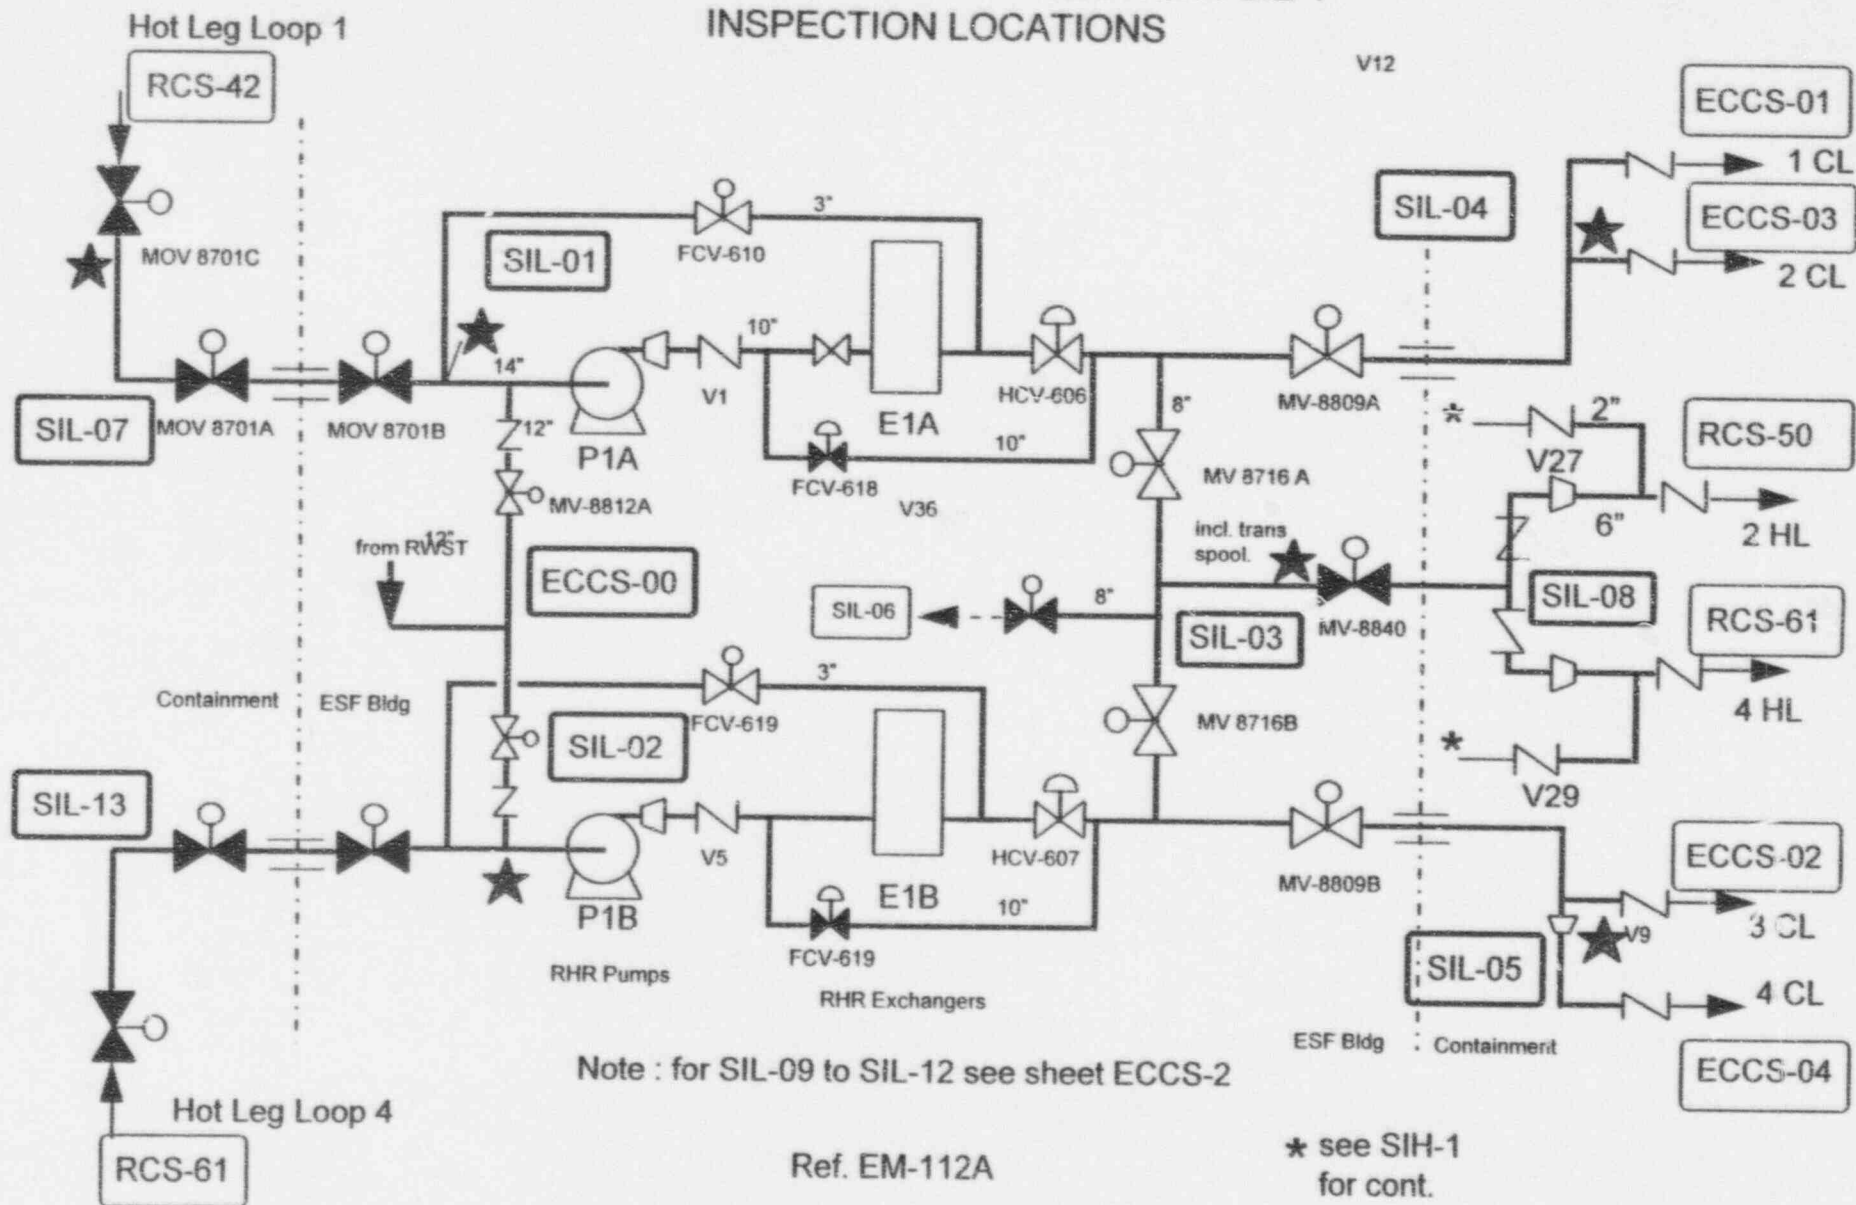 INSPECTION LOCATIONS
Hot Leg Loop 1
RCS-42
V12
ECCS-01
1 CL
ECCS-03
2 CL
SIL-04
3"
FCV-610
SIL-01
MOV 8701C
10"
14"
V1
E1A
HCV-606
MV-8809A
8"
SIL-07
MOV 8701A
MOV 8701B
12"
P1A
10"
FCV-618
V36
MV-8812A
MV 8716 A
*
2"
V27
RCS-50
6"
2 HL
from RWST
12"
ECCS-00
incl. trans
spool.
SIL-06
8"
SIL-03
MV-8840
SIL-08
RCS-61
4 HL
Containment
ESF Bldg
3"
FCV-619
SIL-02
MV 8716B
*
V29
SIL-13
V5
E1B
HCV-607
MV-8809B
ECCS-02
3 CL
V9
P1B
10"
FCV-619
RHR Pumps
RHR Exchangers
SIL-05
4 CL
ESF Bldg
Containment
ECCS-04
Note : for SIL-09 to SIL-12 see sheet ECCS-2
Hot Leg Loop 4
RCS-61
Ref. EM-112A
* see SIH-1
for cont.